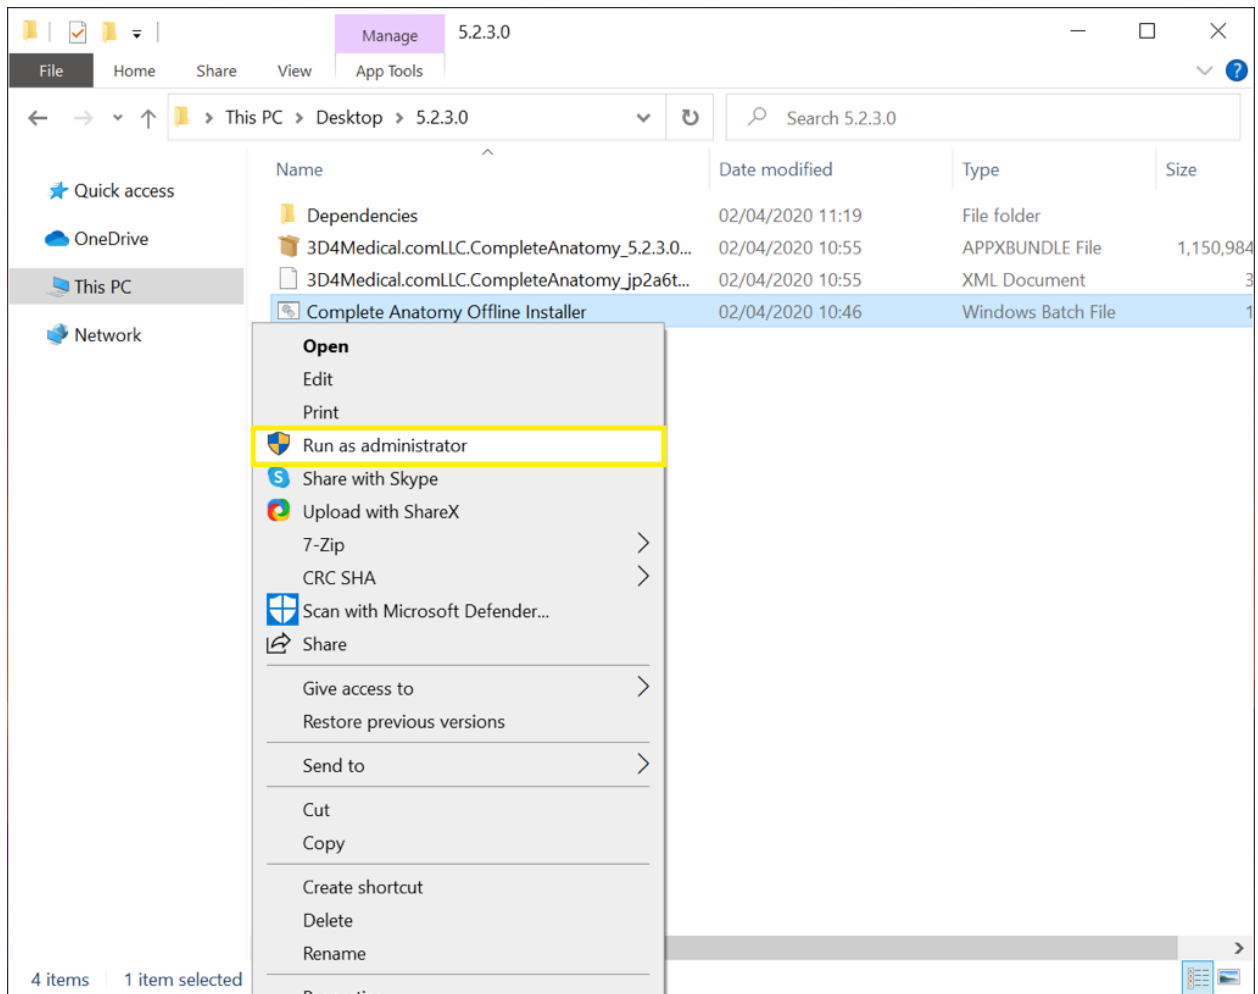 Manage 5.2.3.0
File Home Share View App Tools
This PC > Desktop > 5.2.3.0 Search 5.2.3.0
Name Date modified Type Size
Quick access
OneDrive
This PC
Network
Dependencies 02/04/2020 11:19 File folder
3D4Medical.comLLC.CompleteAnatomy_5.2.3.0... 02/04/2020 10:55 APPXBUNDLE File 1,150,984
3D4Medical.comLLC.CompleteAnatomy_jp2a6t... 02/04/2020 10:55 XML Document 3
Complete Anatomy Offline Installer 02/04/2020 10:46 Windows Batch File 1
Open
Edit
Print
Run as administrator
Share with Skype
Upload with ShareX
7-Zip
CRC SHA
Scan with Microsoft Defender...
Share
Give access to
Restore previous versions
Send to
Cut
Copy
Create shortcut
Delete
Rename
4 items 1 item selected